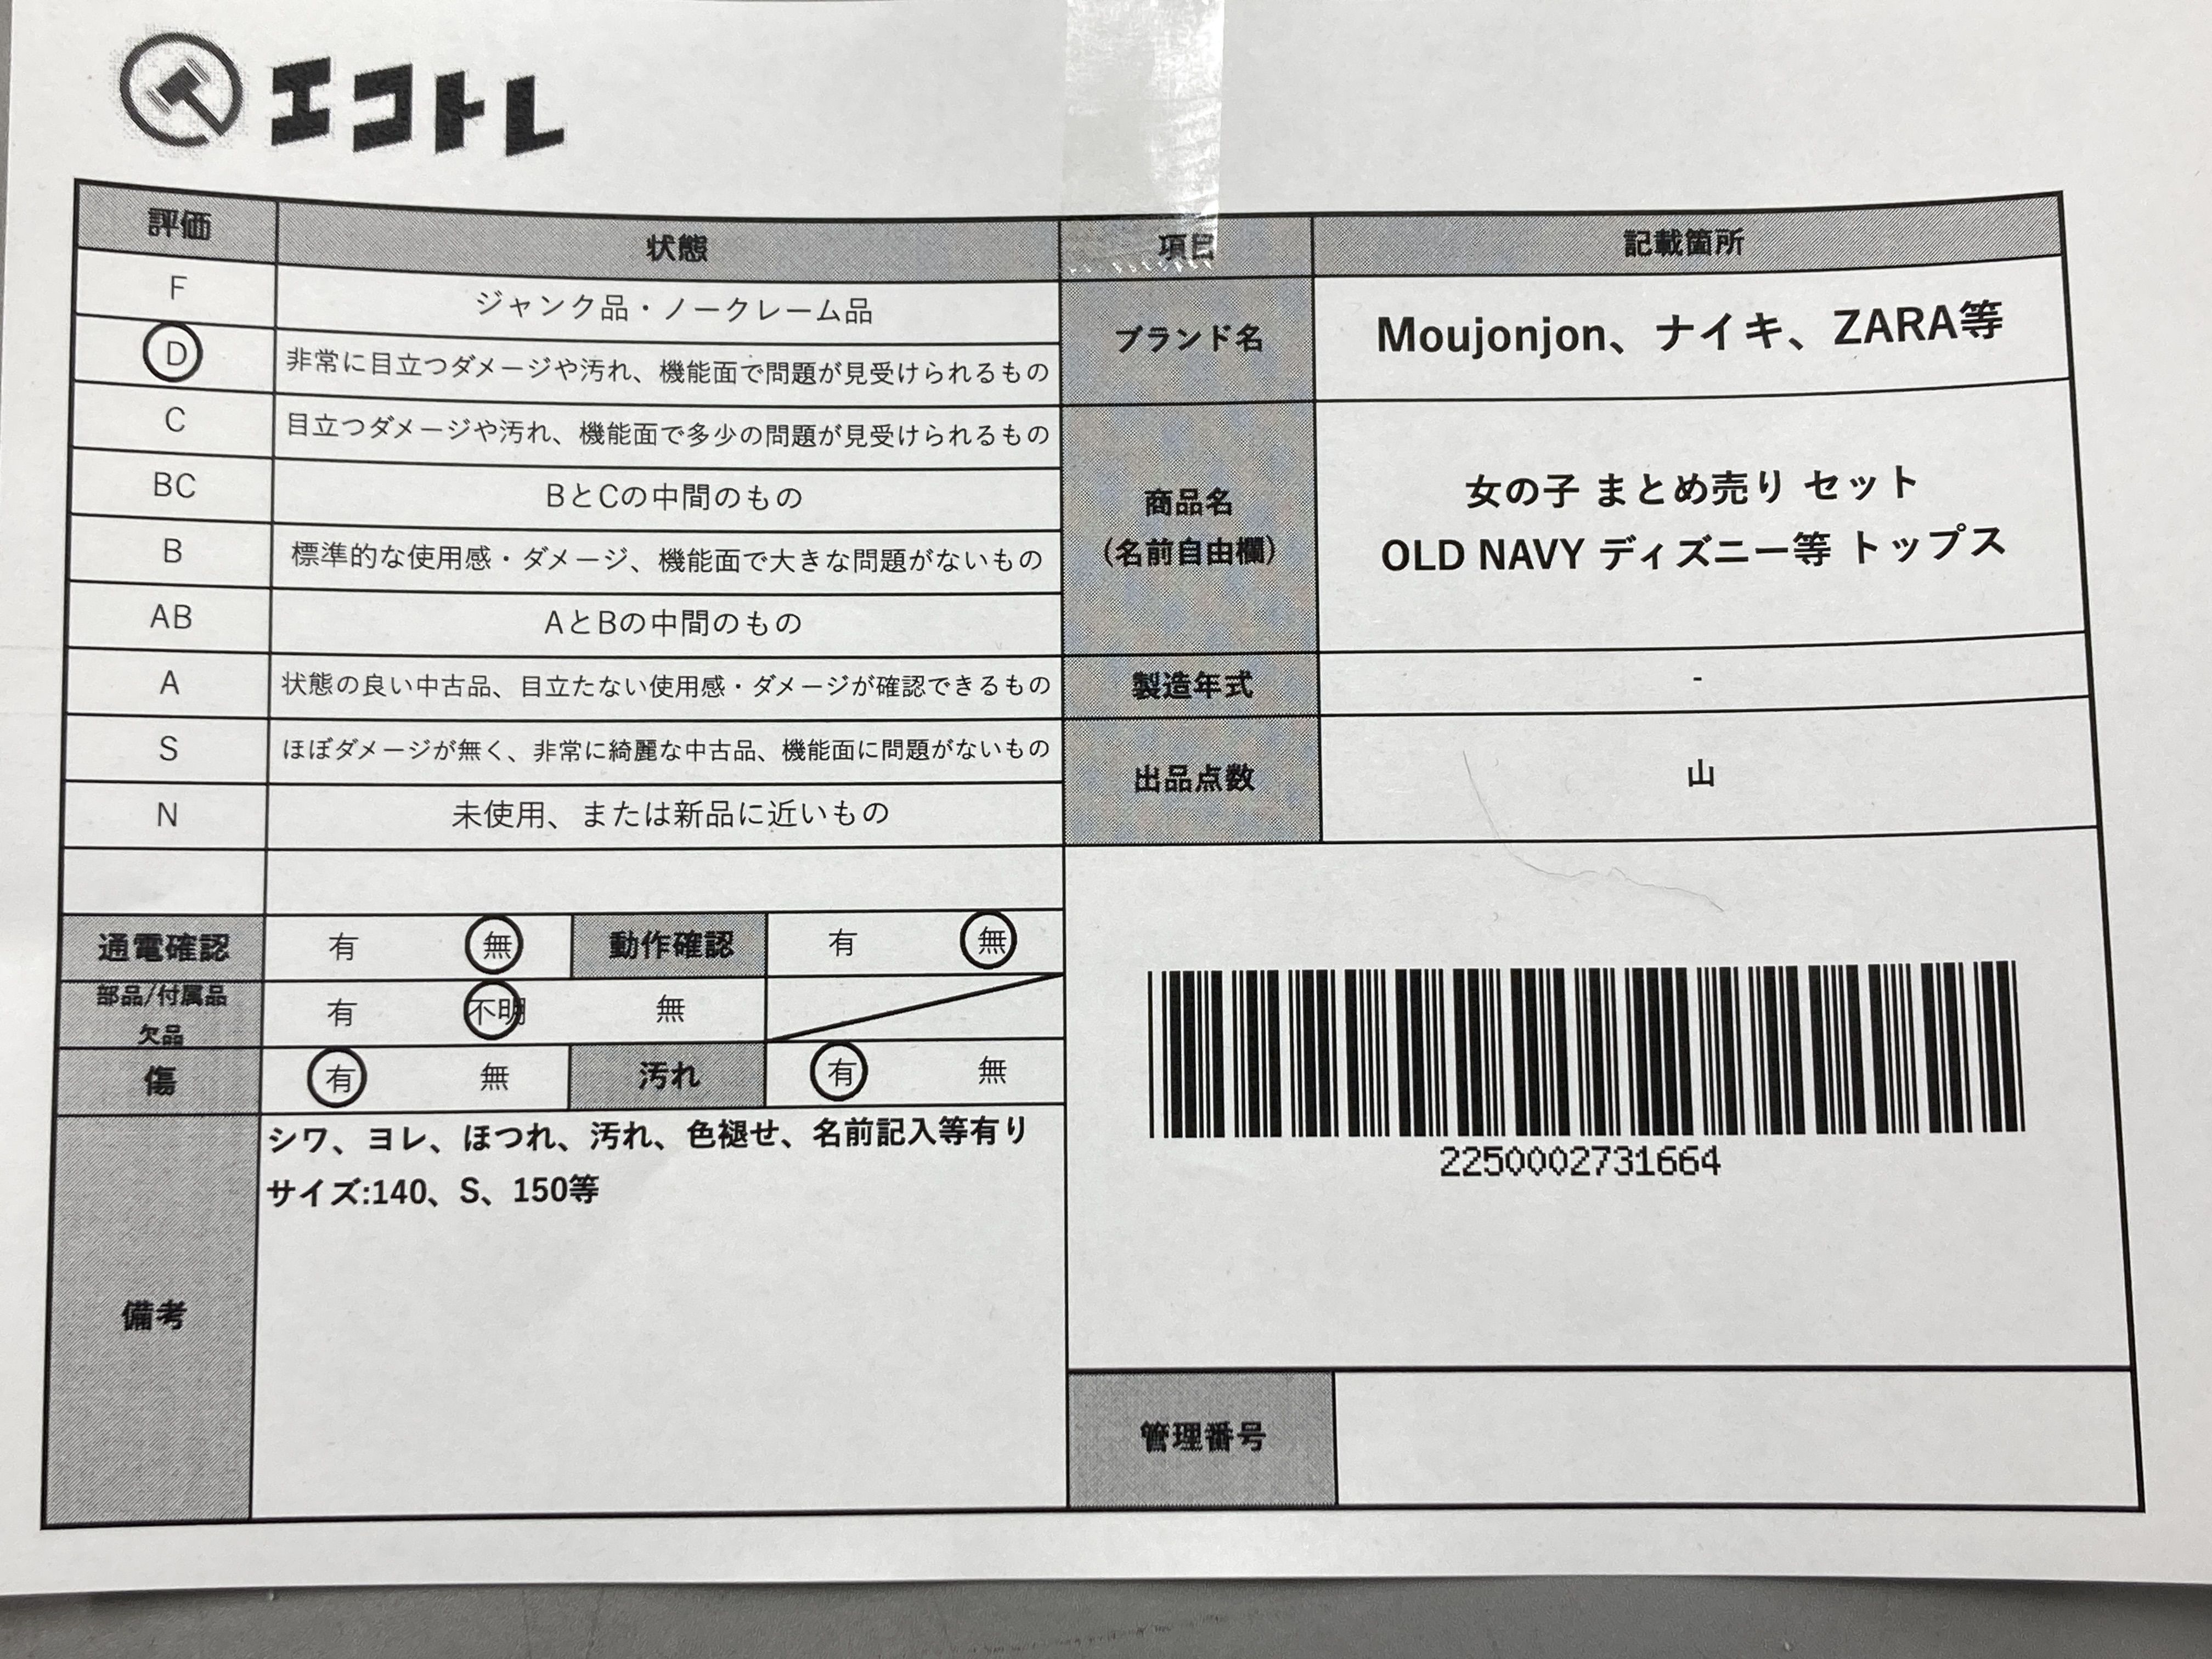 エコトレ
評価 状態 項目 記載箇所
F ジャンク品・ノークレーム品
D 非常に目立つダメージや汚れ、機能面で問題が見受けられるもの
C 目立つダメージや汚れ、機能面で多少の問題が見受けられるもの
BC BとCの中間のもの
B 標準的な使用感・ダメージ、機能面で大きな問題がないもの
AB AとBの中間のもの
A 状態の良い中古品、目立たない使用感・ダメージが確認できるもの
S ほぼダメージが無く、非常に綺麗な中古品、機能面に問題がないもの
N 未使用、または新品に近いもの
通電確認 有 無 動作確認 有 無
部品/付属品
欠品
有 不明 無
傷 有 無 汚れ 有 無
備考
シワ、ヨレ、ほつれ、汚れ、色褪せ、名前記入等有り
サイズ:140、S、150等
ブランド名 Moujonjon、ナイキ、ZARA等
商品名
(名前自由欄)
女の子 まとめ売り セット
OLD NAVY ディズニー等 トップス
製造年式 -
出品点数 山
2250002731664
管理番号